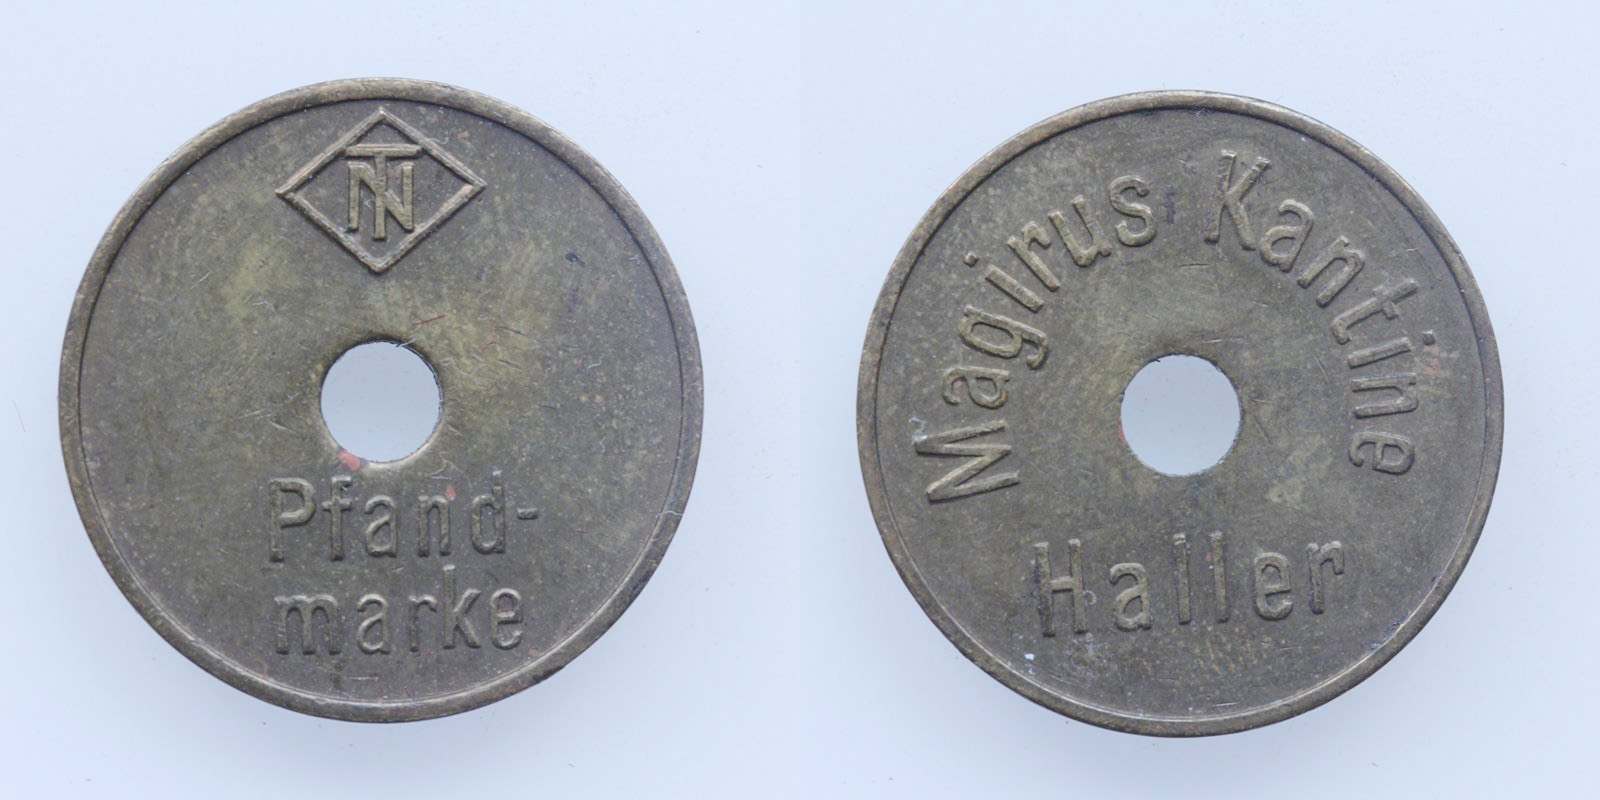 TN
Pfand-
marke
Magirus Kantine
Haller